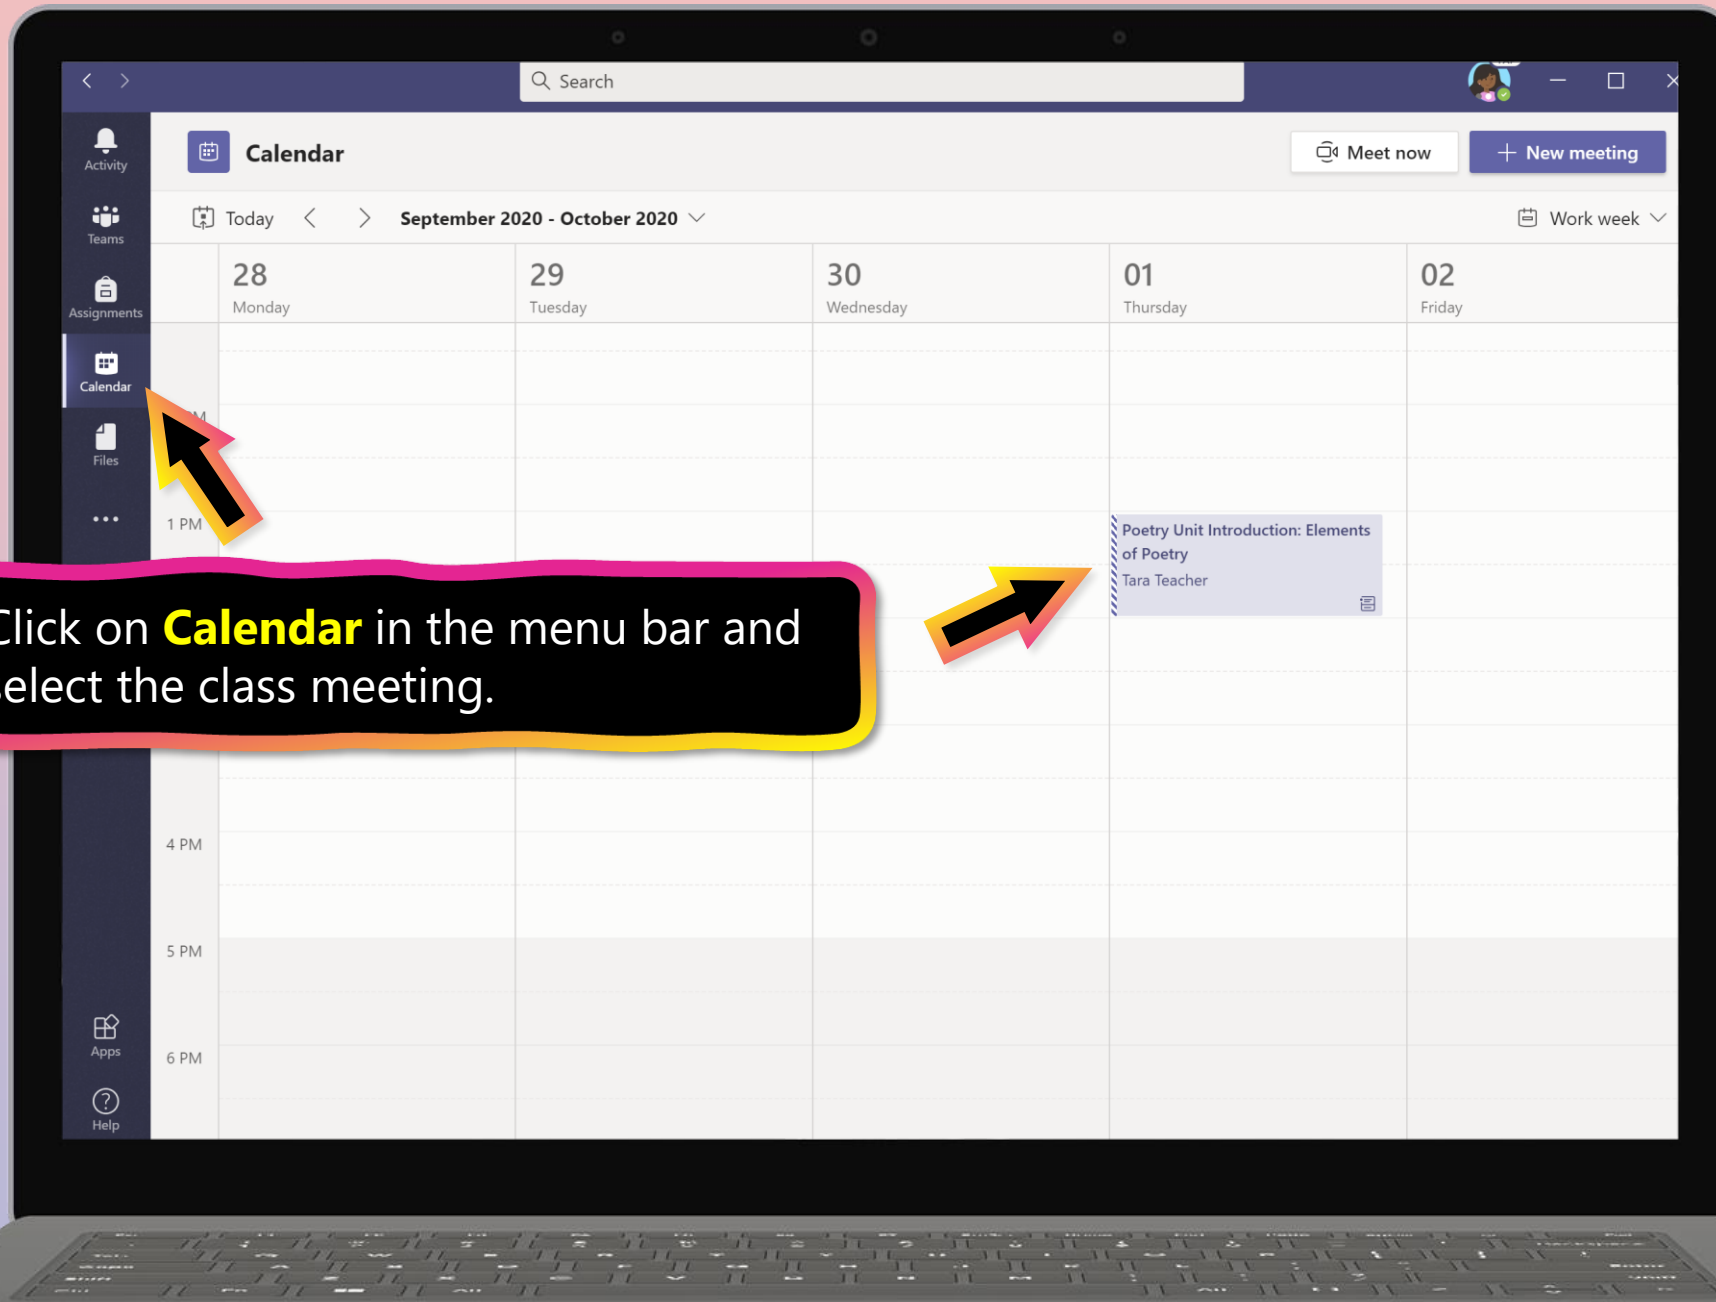 Search
Activity
Calendar
Meet now
New meeting
Teams
Today
September 2020 - October 2020
Work week
28
29
30
01
02
Monday
Tuesday
Wednesday
Thursday
Friday
Assignments
Calendar
Files
1 PM
Poetry Unit Introduction: Elements
of Poetry
Tara Teacher
Click on Calendar in the menu bar and
select the class meeting.
4 PM
5 PM
6 PM
Apps
Help